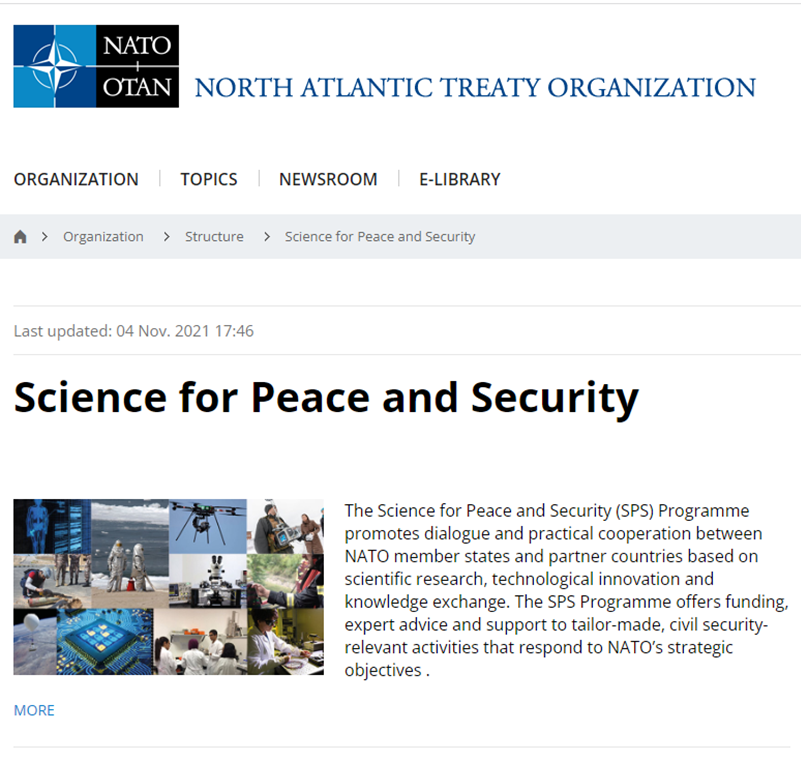 NATO
OTAN
NORTH ATLANTIC TREATY ORGANIZATION
ORGANIZATION
TOPICS
NEWSROOM
E-LIBRARY
Organization
Structure
Science for Peace and Security
Last updated: 04 Nov. 2021 17:46
Science for Peace and Security
The Science for Peace and Security (SPS) Programme
promotes dialogue and practical cooperation between
NATO member states and partner countries based on
scientific research, technological innovation and
knowledge exchange. The SPS Programme offers funding,
expert advice and support to tailor-made, civil security-
relevant activities that respond to NATO’s strategic
objectives .
MORE